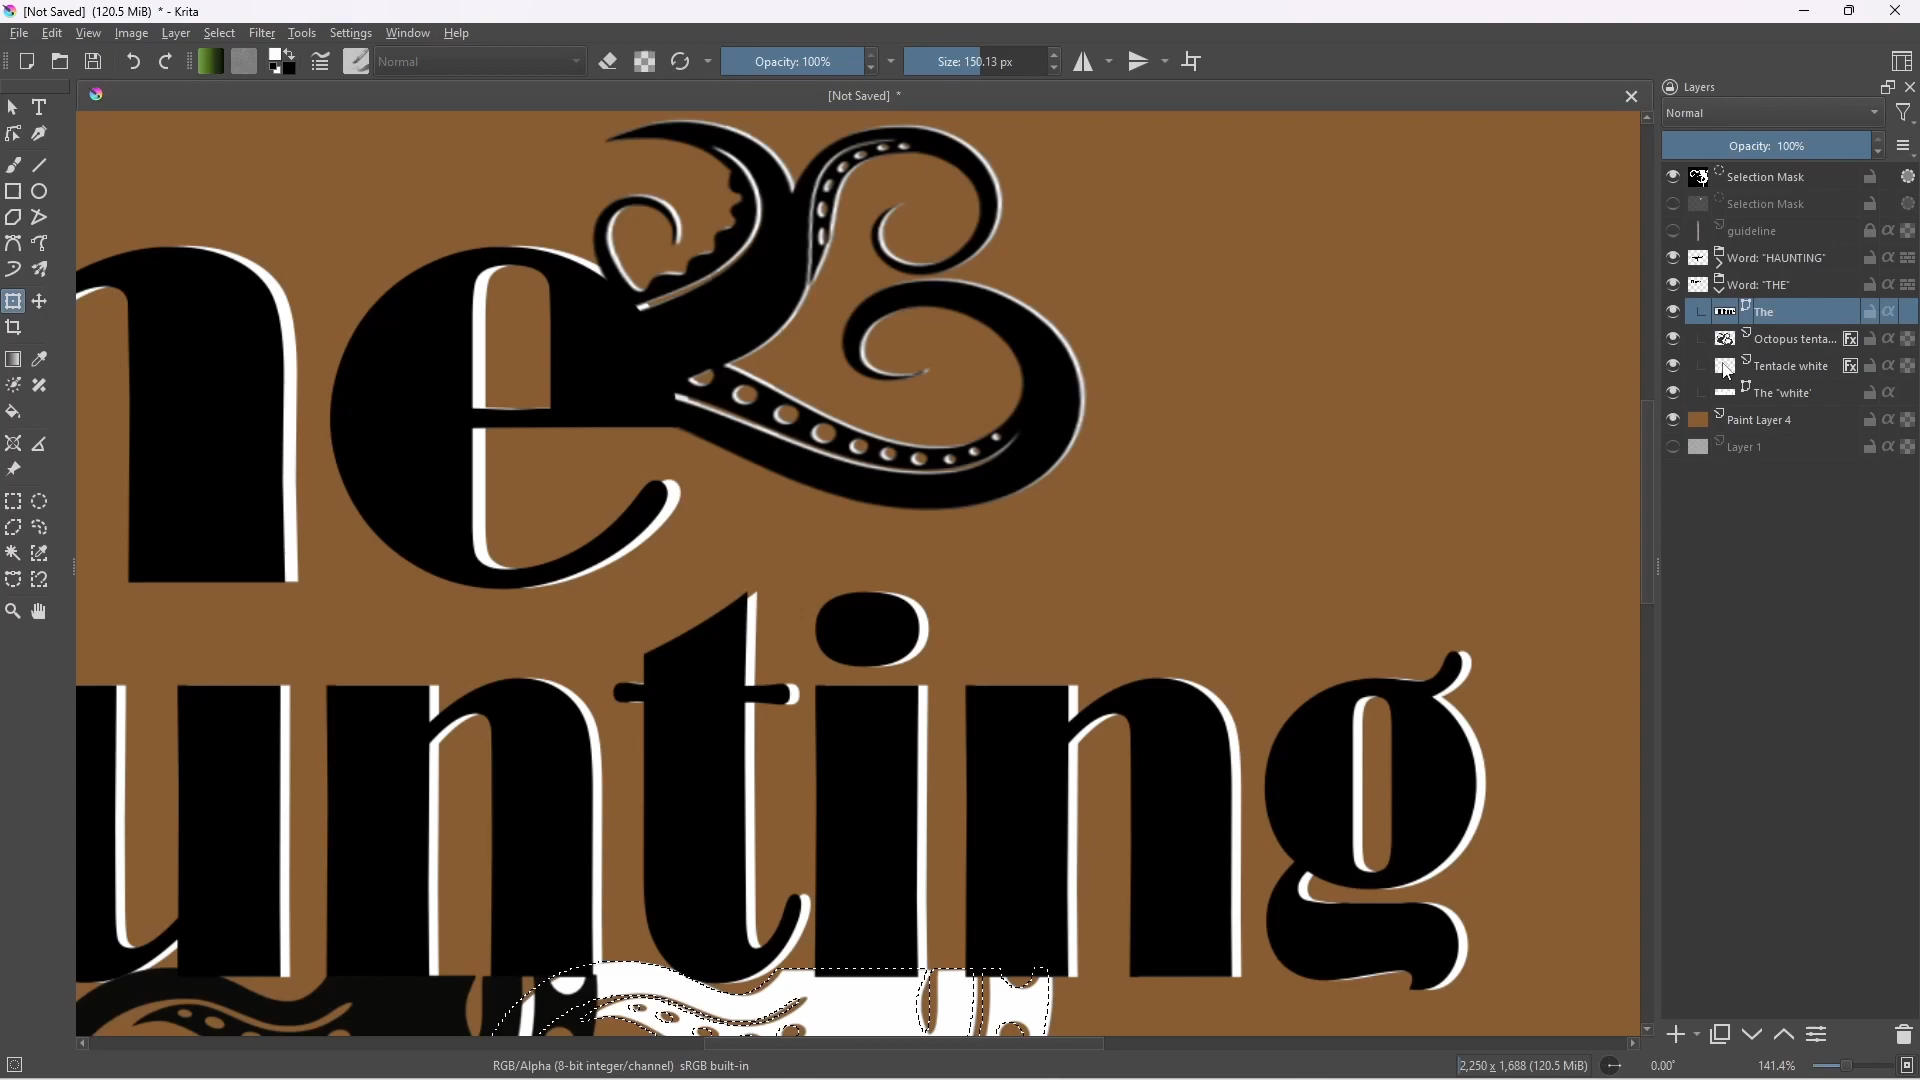 [Not Saved] (120.5 MiB) * - Krita
File Edit View Image Layer Select Filter Tools Settings Window Help
Normal
Opacity: 100%
Size: 150.13 px
[Not Saved] *
Layers
Normal
Opacity: 100%
Selection Mask
Selection Mask
guideline
Word: "HAUNTING"
Word: "THE"
The
Octopus tenta...
Tentacle white
The "white'
Paint Layer 4
Layer 1
he
unting
RGB/Alpha (8-bit integer/channel) sRGB built-in
2,250 x 1,688 (120.5 MiB)
0.00°
141.4%